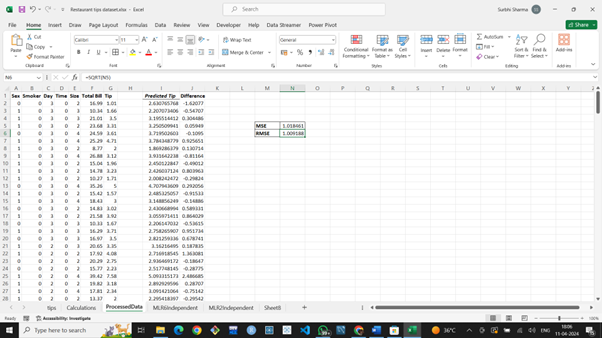 Restaurant tips dataset.xlsx - Excel
Search
Surbhi Sharma
File Home Insert Draw Page Layout Formulas Data Review View Developer Help Data Streamer Power Pivot
Share
Paste
Cut
Copy
Format Painter
Calibri 11
B I U
Wrap Text
Merge & Center
General
Conditional Formatting Format as Table Cell Styles
Insert Delete Format
AutoSum
Fill
Clear
Sort & Filter Find & Select
Add-ins
Clipboard Font Alignment Number Styles Cells Editing Add-ins
N6 =SQRT(N5)
A B C D E F G H I J K L M N O P Q R S T U V W X Y Z
1 Sex Smoker Day Time Size Total Bill Tip Predicted Tip Difference
2 0 0 3 0 2 16.99 1.01 2.630765768 -1.62077
3 1 0 3 0 3 10.34 1.66 2.207073406 -0.54707
4 1 0 3 0 3 21.01 3.5 3.195514412 0.304486
5 1 0 3 0 2 23.68 3.31 3.250509941 0.05949 MSE 1.018461
6 0 0 3 0 4 24.59 3.61 3.719502603 -0.1095 RMSE 1.009188
7 1 0 3 0 4 25.29 4.71 3.784348779 0.925651
8 1 0 3 0 2 8.77 2 1.869286379 0.130714
9 1 0 3 0 4 26.88 3.12 3.931642238 -0.81164
10 1 0 3 0 2 15.04 1.96 2.450122847 -0.49012
11 1 0 3 0 2 14.78 3.23 2.426037124 0.803963
12 1 0 3 0 2 10.27 1.71 2.008242472 -0.29824
13 0 0 3 0 4 35.26 5 4.707943609 0.292056
14 1 0 3 0 2 15.42 1.57 2.485325057 -0.91533
15 1 0 3 0 4 18.43 3 3.148856249 -0.14886
16 0 0 3 0 2 14.83 3.02 2.430668994 0.589331
17 1 0 3 0 2 21.58 3.92 3.055971411 0.864029
18 0 0 3 0 3 10.33 1.67 2.206147032 -0.53615
19 1 0 3 0 3 16.29 3.71 2.758265907 0.951734
20 0 0 3 0 3 16.97 3.5 2.821259336 0.678741
21 1 0 2 0 3 20.65 3.35 3.16216495 0.187835
22 1 0 2 0 2 17.92 4.08 2.716918545 1.363081
23 0 0 2 0 2 20.29 2.75 2.936469172 -0.18647
24 0 0 2 0 2 15.77 2.23 2.517748145 -0.28775
25 1 0 2 0 4 39.42 7.58 5.093315173 2.486685
26 1 0 2 0 2 19.82 3.18 2.892929596 0.28707
27 1 0 2 0 4 17.81 2.34 3.091421064 -0.75142
28 1 0 2 0 2 13.37 2 2.295418397 -0.29542
tips Calculations ProcessedData MLR6Independent MLR2Independent Sheet8
Ready Accessibility: Investigate 100%
Type here to search
36°C
ENG
18:06
11-04-2024